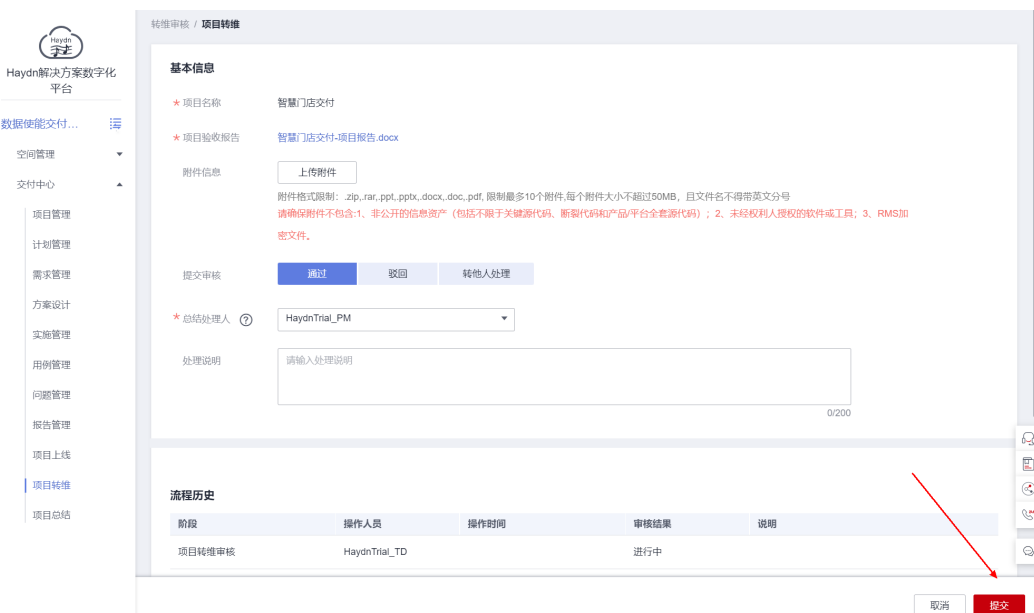 转维审核 / 项目转维
Haydn
Haydn解决方案数字化
平台
数据使能交付...
空间管理
交付中心
项目管理
计划管理
需求管理
方案设计
实施管理
用例管理
问题管理
报告管理
项目上线
项目转维
项目总结
基本信息
* 项目名称 智慧门店交付
* 项目验收报告 智慧门店交付-项目报告.docx
附件信息 上传附件
附件格式限制：.zip,.rar,.ppt,.pptx,.docx,.doc,.pdf, 限制最多10个附件,每个附件大小不超过50MB，且文件名不得带英文分号
请确保附件不包含:1、非公开的信息资产（包括不限于关键源代码、断裂代码和产品/平台全套源代码）；2、未经权利人授权的软件或工具；3、RMS加
密文件。
提交审核 通过 驳回 转他人处理
* 总结处理人 ? HaydnTrial_PM
处理说明 请输入处理说明
0/200
流程历史
阶段 操作人员 操作时间 审核结果 说明
项目转维审核 HaydnTrial_TD 进行中
取消 提交